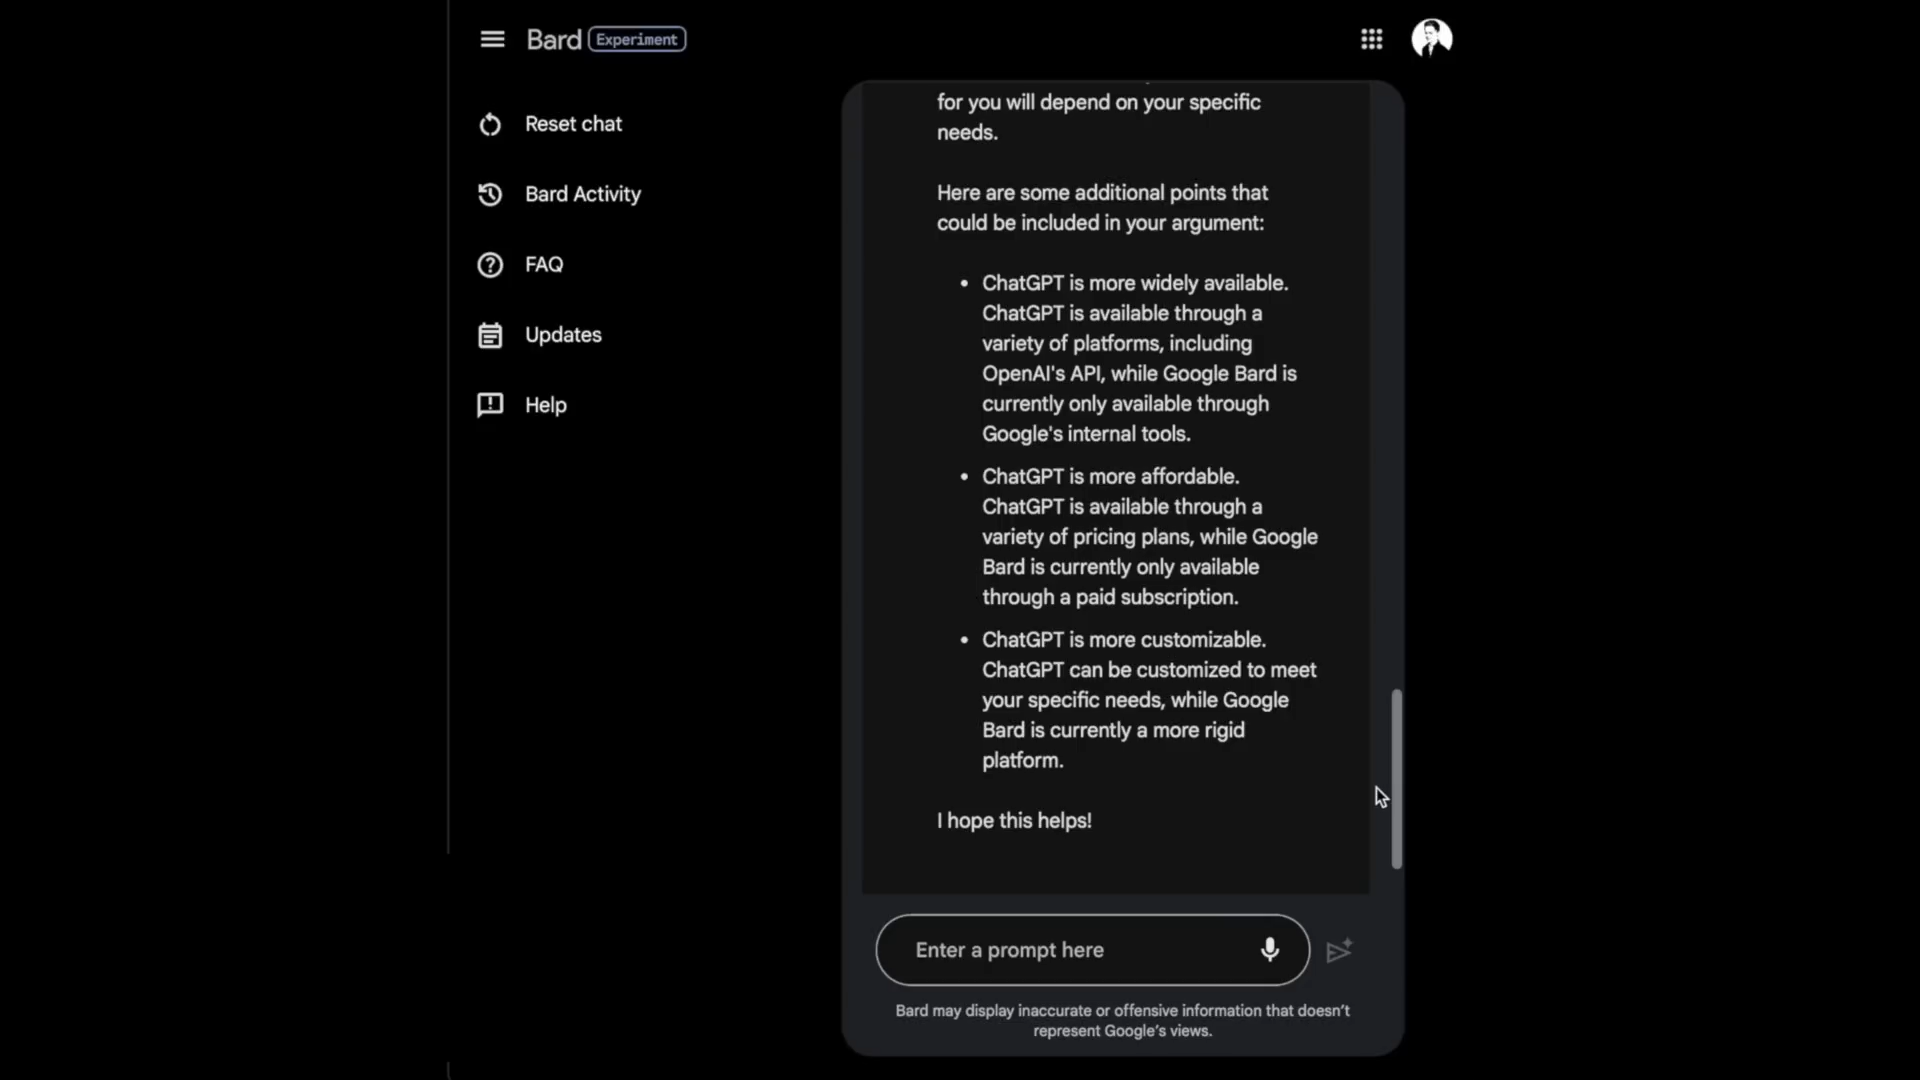 Bard Experiment
Reset chat
Bard Activity
FAQ
Updates
Help
for you will depend on your specific
needs.
Here are some additional points that
could be included in your argument:
• ChatGPT is more widely available.
ChatGPT is available through a
variety of platforms, including
OpenAI's API, while Google Bard is
currently only available through
Google's internal tools.
• ChatGPT is more affordable.
ChatGPT is available through a
variety of pricing plans, while Google
Bard is currently only available
through a paid subscription.
• ChatGPT is more customizable.
ChatGPT can be customized to meet
your specific needs, while Google
Bard is currently a more rigid
platform.
I hope this helps!
Enter a prompt here
Bard may display inaccurate or offensive information that doesn't
represent Google's views.